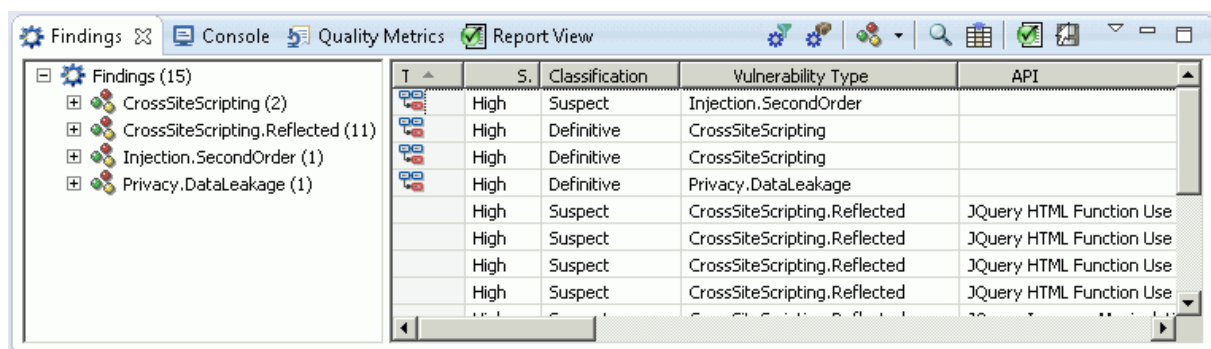 Findings Console Quality Metrics Report View
Findings (15)
CrossSiteScripting (2)
CrossSiteScripting.Reflected (11)
Injection.SecondOrder (1)
Privacy.DataLeakage (1)
T S. Classification Vulnerability Type API
High Suspect Injection.SecondOrder
High Definitive CrossSiteScripting
High Definitive CrossSiteScripting
High Definitive Privacy.DataLeakage
High Suspect CrossSiteScripting.Reflected JQuery HTML Function Use
High Suspect CrossSiteScripting.Reflected JQuery HTML Function Use
High Suspect CrossSiteScripting.Reflected JQuery HTML Function Use
High Suspect CrossSiteScripting.Reflected JQuery HTML Function Use